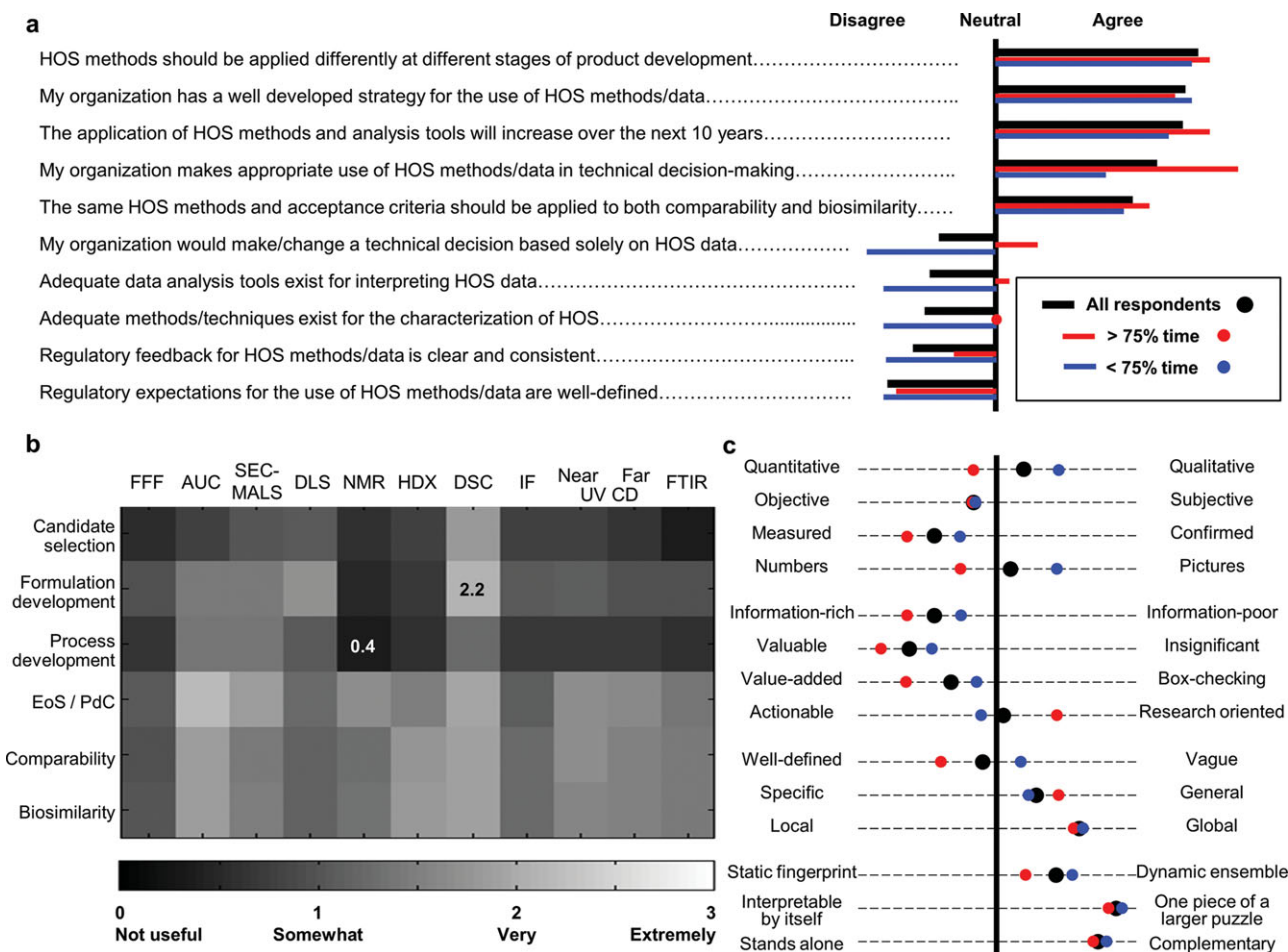 a
Disagree Neutral Agree
HOS methods should be applied differently at different stages of product development
My organization has a well developed strategy for the use of HOS methods/data
The application of HOS methods and analysis tools will increase over the next 10 years
My organization makes appropriate use of HOS methods/data in technical decision-making
The same HOS methods and acceptance criteria should be applied to both comparability and biosimilarity
My organization would make/change a technical decision based solely on HOS data
Adequate data analysis tools exist for interpreting HOS data
Adequate methods/techniques exist for the characterization of HOS
Regulatory feedback for HOS methods/data is clear and consistent
Regulatory expectations for the use of HOS methods/data are well-defined
All respondents
> 75% time
< 75% time
b
FFF AUC SEC-MALS DLS NMR HDX DSC IF Near UV Far CD FTIR
Candidate
selection
Formulation
development
2.2
Process
development
0.4
EoS / PdC
Comparability
Biosimilarity
0 1 2 3
Not useful Somewhat Very Extremely
c
Quantitative Qualitative
Objective Subjective
Measured Confirmed
Numbers Pictures
Information-rich Information-poor
Valuable Insignificant
Value-added Box-checking
Actionable Research oriented
Well-defined Vague
Specific General
Local Global
Static fingerprint Dynamic ensemble
Interpretable
by itself
One piece of a
larger puzzle
Stands alone Complementary